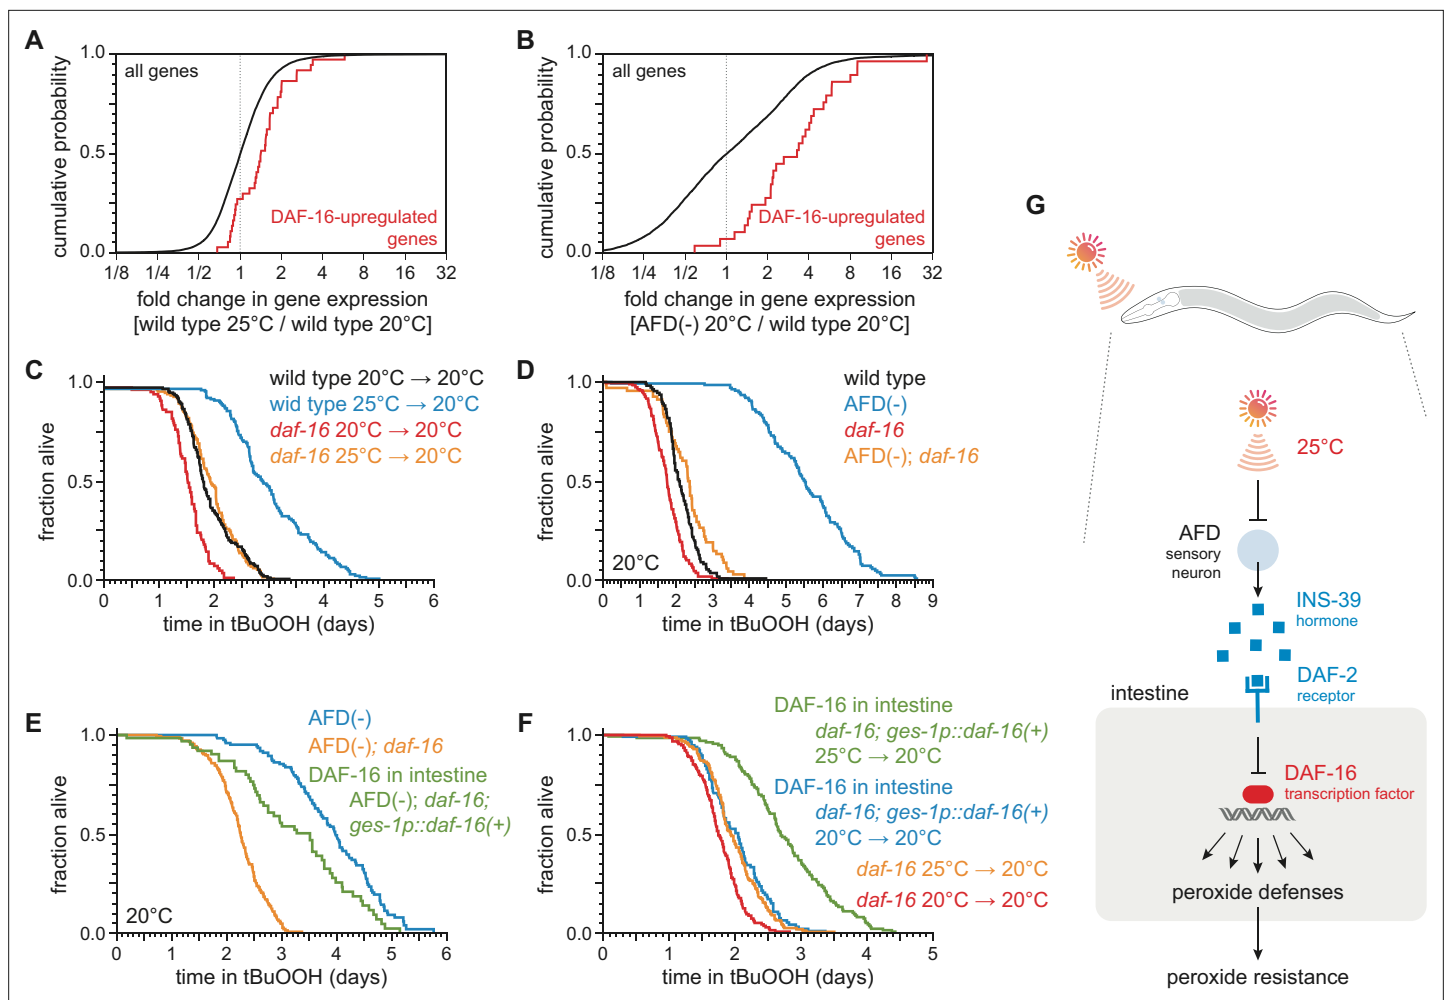 A
cumulative probability
1.0
0.5
0.0
all genes
DAF-16-upregulated
genes
1/8 1/4 1/2 1 2 4 8 16 32
fold change in gene expression
[wild type 25°C / wild type 20°C]
B
cumulative probability
1.0
0.5
0.0
all genes
DAF-16-upregulated
genes
1/8 1/4 1/2 1 2 4 8 16 32
fold change in gene expression
[AFD(-) 20°C / wild type 20°C]
C
fraction alive
1.0
0.5
0.0
wild type 20°C → 20°C
wid type 25°C → 20°C
daf-16 20°C → 20°C
daf-16 25°C → 20°C
0 1 2 3 4 5 6
time in tBuOOH (days)
D
fraction alive
1.0
0.5
0.0
wild type
AFD(-)
daf-16
AFD(-); daf-16
20°C
0 1 2 3 4 5 6 7 8 9
time in tBuOOH (days)
E
fraction alive
1.0
0.5
0.0
AFD(-)
AFD(-); daf-16
DAF-16 in intestine
AFD(-); daf-16;
ges-1p::daf-16(+)
20°C
0 1 2 3 4 5 6
time in tBuOOH (days)
F
fraction alive
1.0
0.5
0.0
DAF-16 in intestine
daf-16; ges-1p::daf-16(+)
25°C → 20°C
DAF-16 in intestine
daf-16; ges-1p::daf-16(+)
20°C → 20°C
daf-16 25°C → 20°C
daf-16 20°C → 20°C
0 1 2 3 4 5
time in tBuOOH (days)
G
25°C
AFD
sensory
neuron
INS-39
hormone
DAF-2
receptor
intestine
DAF-16
transcription factor
peroxide defenses
peroxide resistance